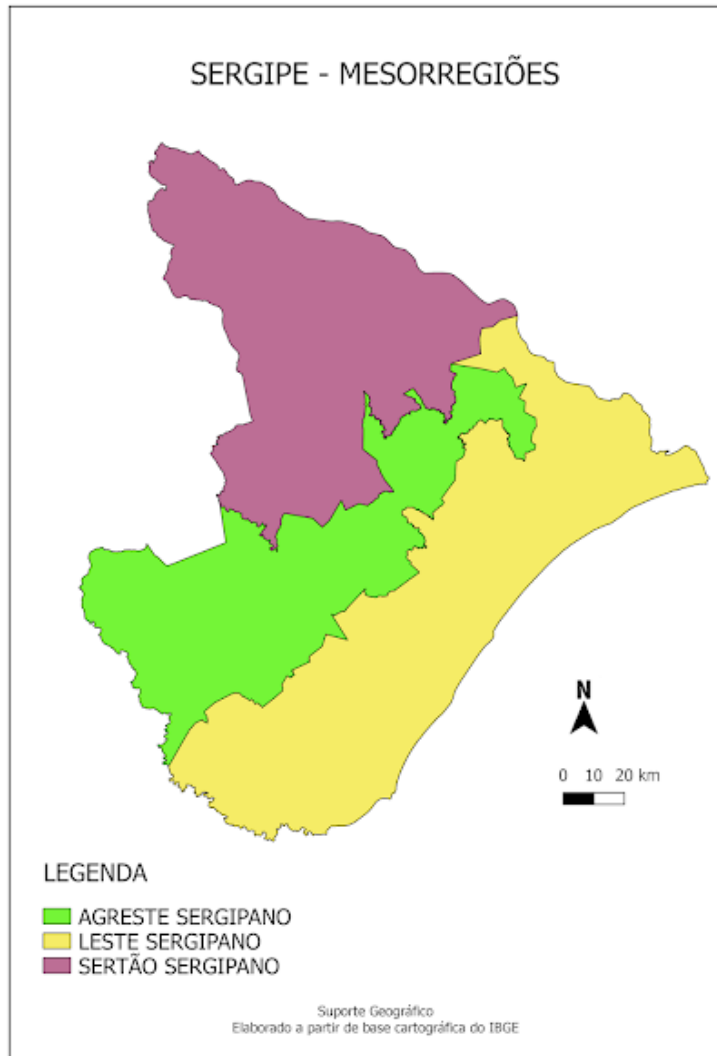 SERGIPE - MESORREGIÕES
N
0 10 20 km
LEGENDA
AGRESTE SERGIPANO
LESTE SERGIPANO
SERTÃO SERGIPANO
Suporte Geográfico
Elaborado a partir de base cartográfica do IBGE